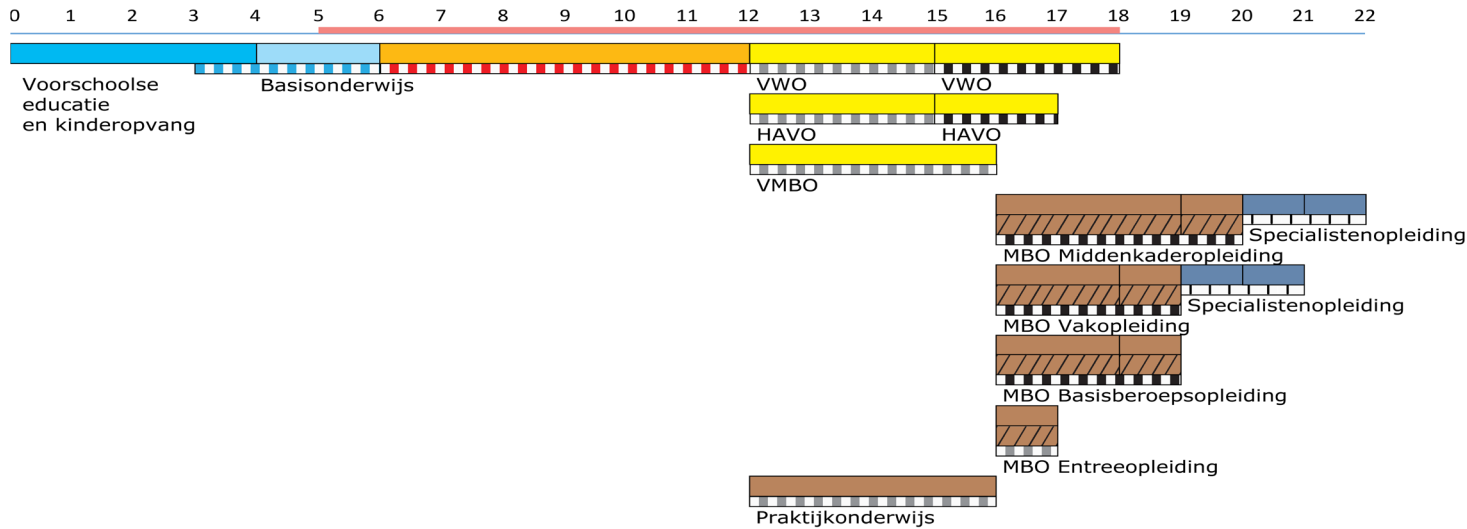 0 1 2 3 4 5 6 7 8 9 10 11 12 13 14 15 16 17 18 19 20 21 22
Voorschoolse
educatie
en kinderopvang
Basisonderwijs
VWO
VWO
HAVO
HAVO
VMBO
Specialistenopleiding
MBO Middenkaderopleiding
Specialistenopleiding
MBO Vakopleiding
MBO Basisberoepsopleiding
MBO Entreeopleiding
Praktijkonderwijs